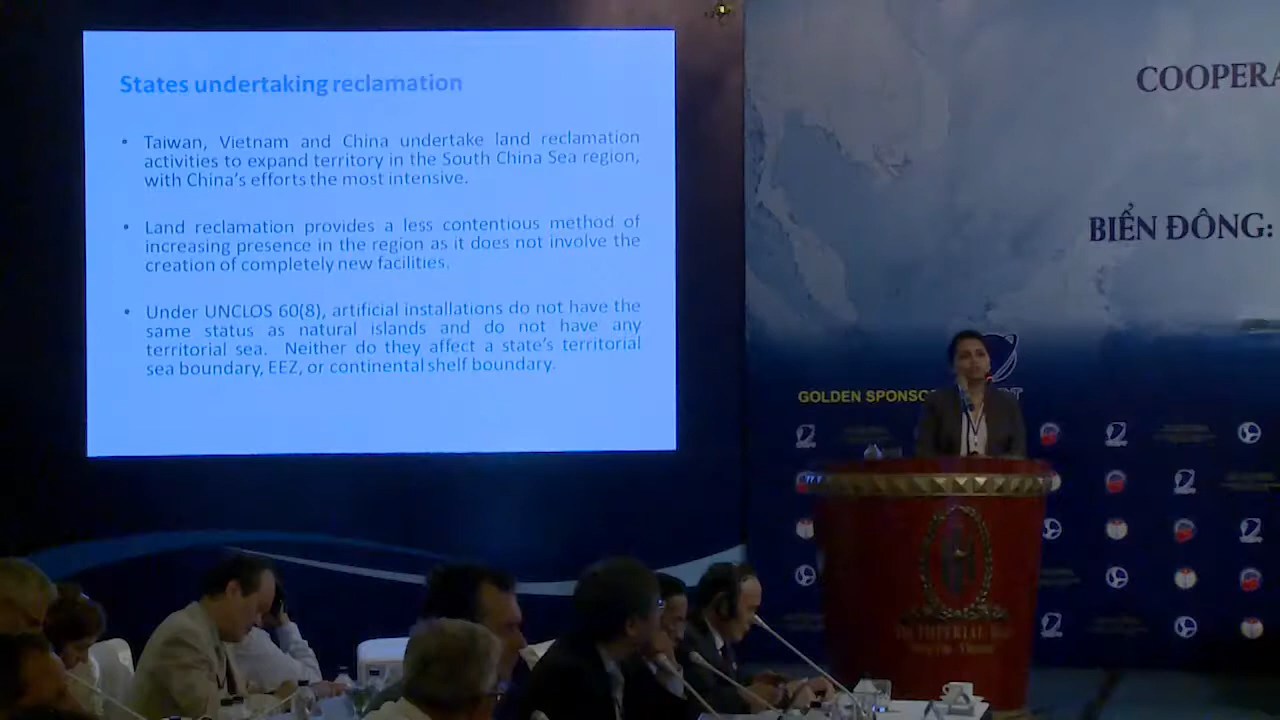 States undertaking reclamation
• Taiwan, Vietnam and China undertake land reclamation
activities to expand territory in the South China Sea region,
with China's efforts the most intensive.
• Land reclamation provides a less contentious method of
increasing presence in the region as it does not involve the
creation of completely new facilities.
• Under UNCLOS 60(8), artificial installations do not have the
same status as natural islands and do not have any
territorial sea. Neither do they affect a state's territorial
sea boundary, EEZ, or continental shelf boundary.
COOPERA
BIỂN ĐÔNG:
GOLDEN SPONSO
The IMPERIAL